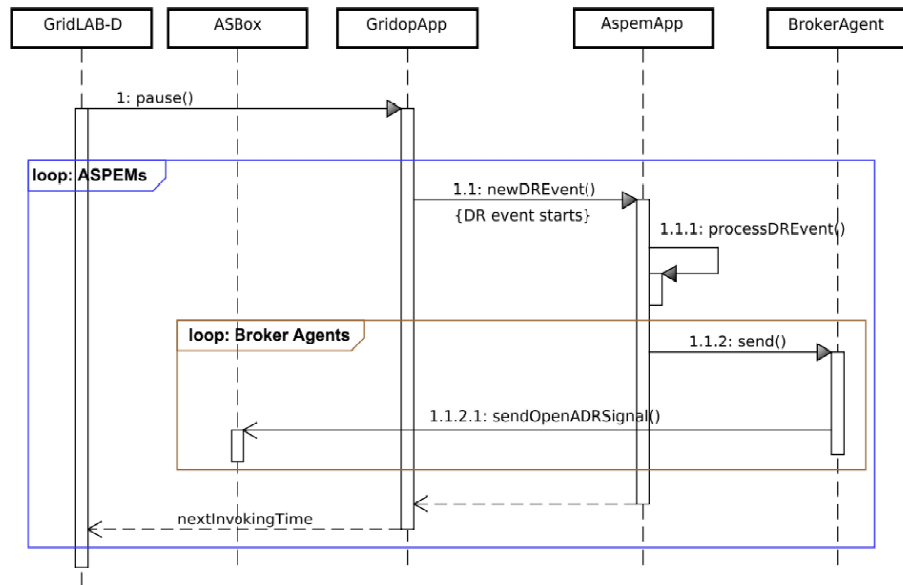 GridLAB-D
ASBox
GridopApp
AspemApp
BrokerAgent
1: pause()
loop: ASPEMs
1.1: newDREvent()
{DR event starts}
1.1.1: processDREvent()
loop: Broker Agents
1.1.2: send()
1.1.2.1: sendOpenADRSignal()
nextInvokingTime